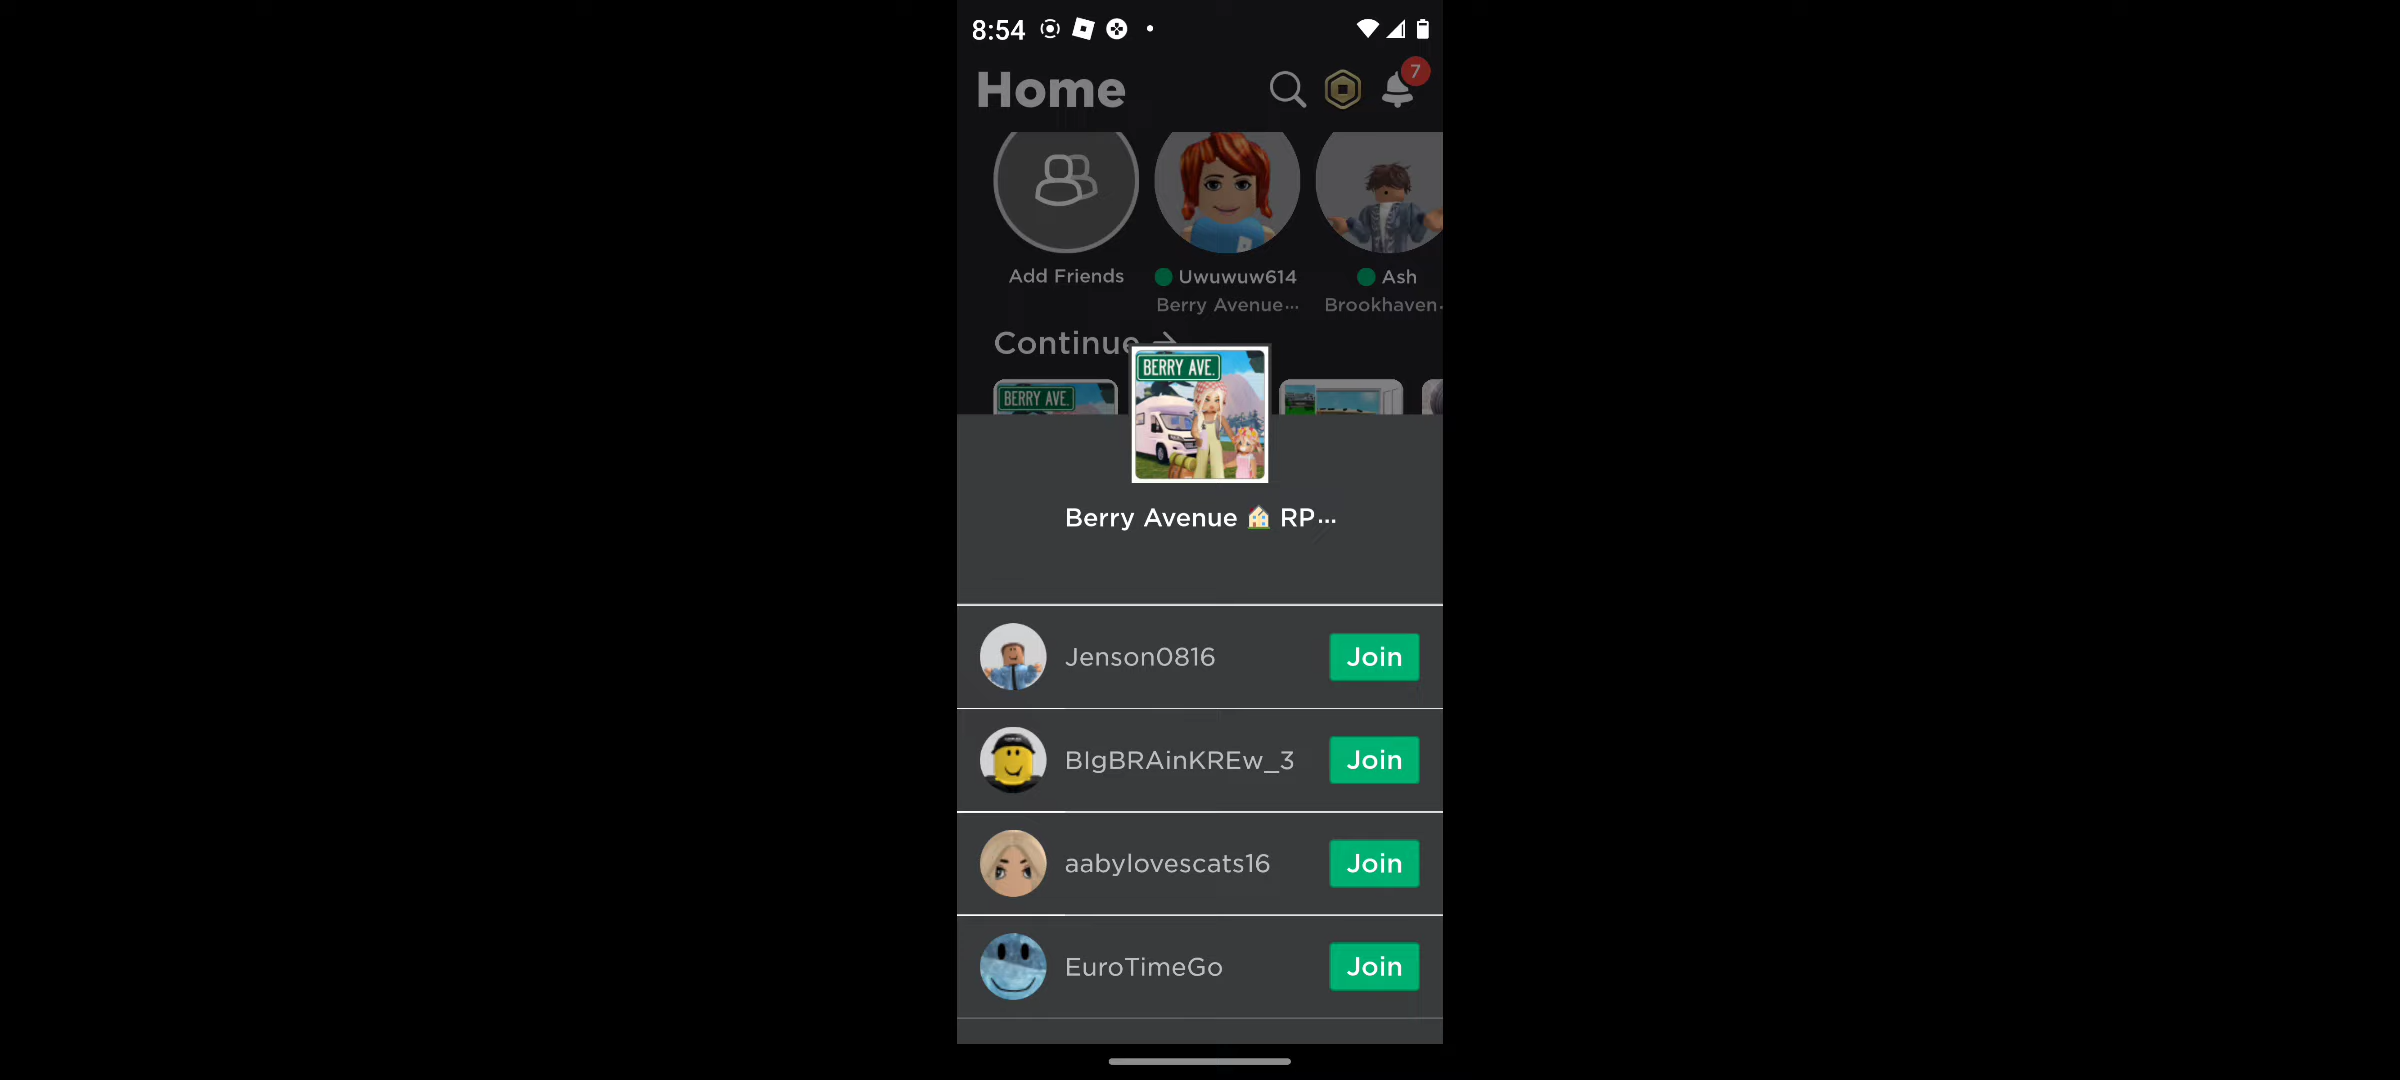 8:54
Home
7
Add Friends
Uwuwuw614
Berry Avenue...
Ash
Brookhaven
Continue →
BERRY AVE.
BERRY AVE.
Berry Avenue 🏠 RP...
Jenson0816
Join
BIgBRAinKREw_3
Join
aabylovescats16
Join
EuroTimeGo
Join